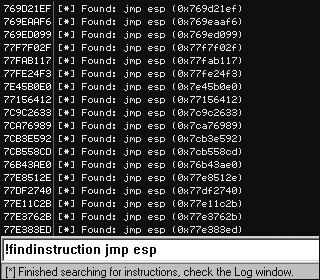 769D21EF [*] Found: jmp esp (0x769d21ef)
769EAAF6 [*] Found: jmp esp (0x769eaaf6)
769ED099 [*] Found: jmp esp (0x769ed099)
77F7F02F [*] Found: jmp esp (0x77f7f02f)
77FAB117 [*] Found: jmp esp (0x77fab117)
77FE24F3 [*] Found: jmp esp (0x77fe24f3)
7E45B0E0 [*] Found: jmp esp (0x7e45b0e0)
77156412 [*] Found: jmp esp (0x77156412)
7C9C2633 [*] Found: jmp esp (0x7c9c2633)
7CA76989 [*] Found: jmp esp (0x7ca76989)
7CB3E592 [*] Found: jmp esp (0x7cb3e592)
7CB558CD [*] Found: jmp esp (0x7cb558cd)
76B43AE0 [*] Found: jmp esp (0x76b43ae0)
77E8512E [*] Found: jmp esp (0x77e8512e)
77DF2740 [*] Found: jmp esp (0x77df2740)
77E11C2B [*] Found: jmp esp (0x77e11c2b)
77E3762B [*] Found: jmp esp (0x77e3762b)
77E383ED [*] Found: jmp esp (0x77e383ed)
!findinstruction jmp esp
[*] Finished searching for instructions, check the Log window.